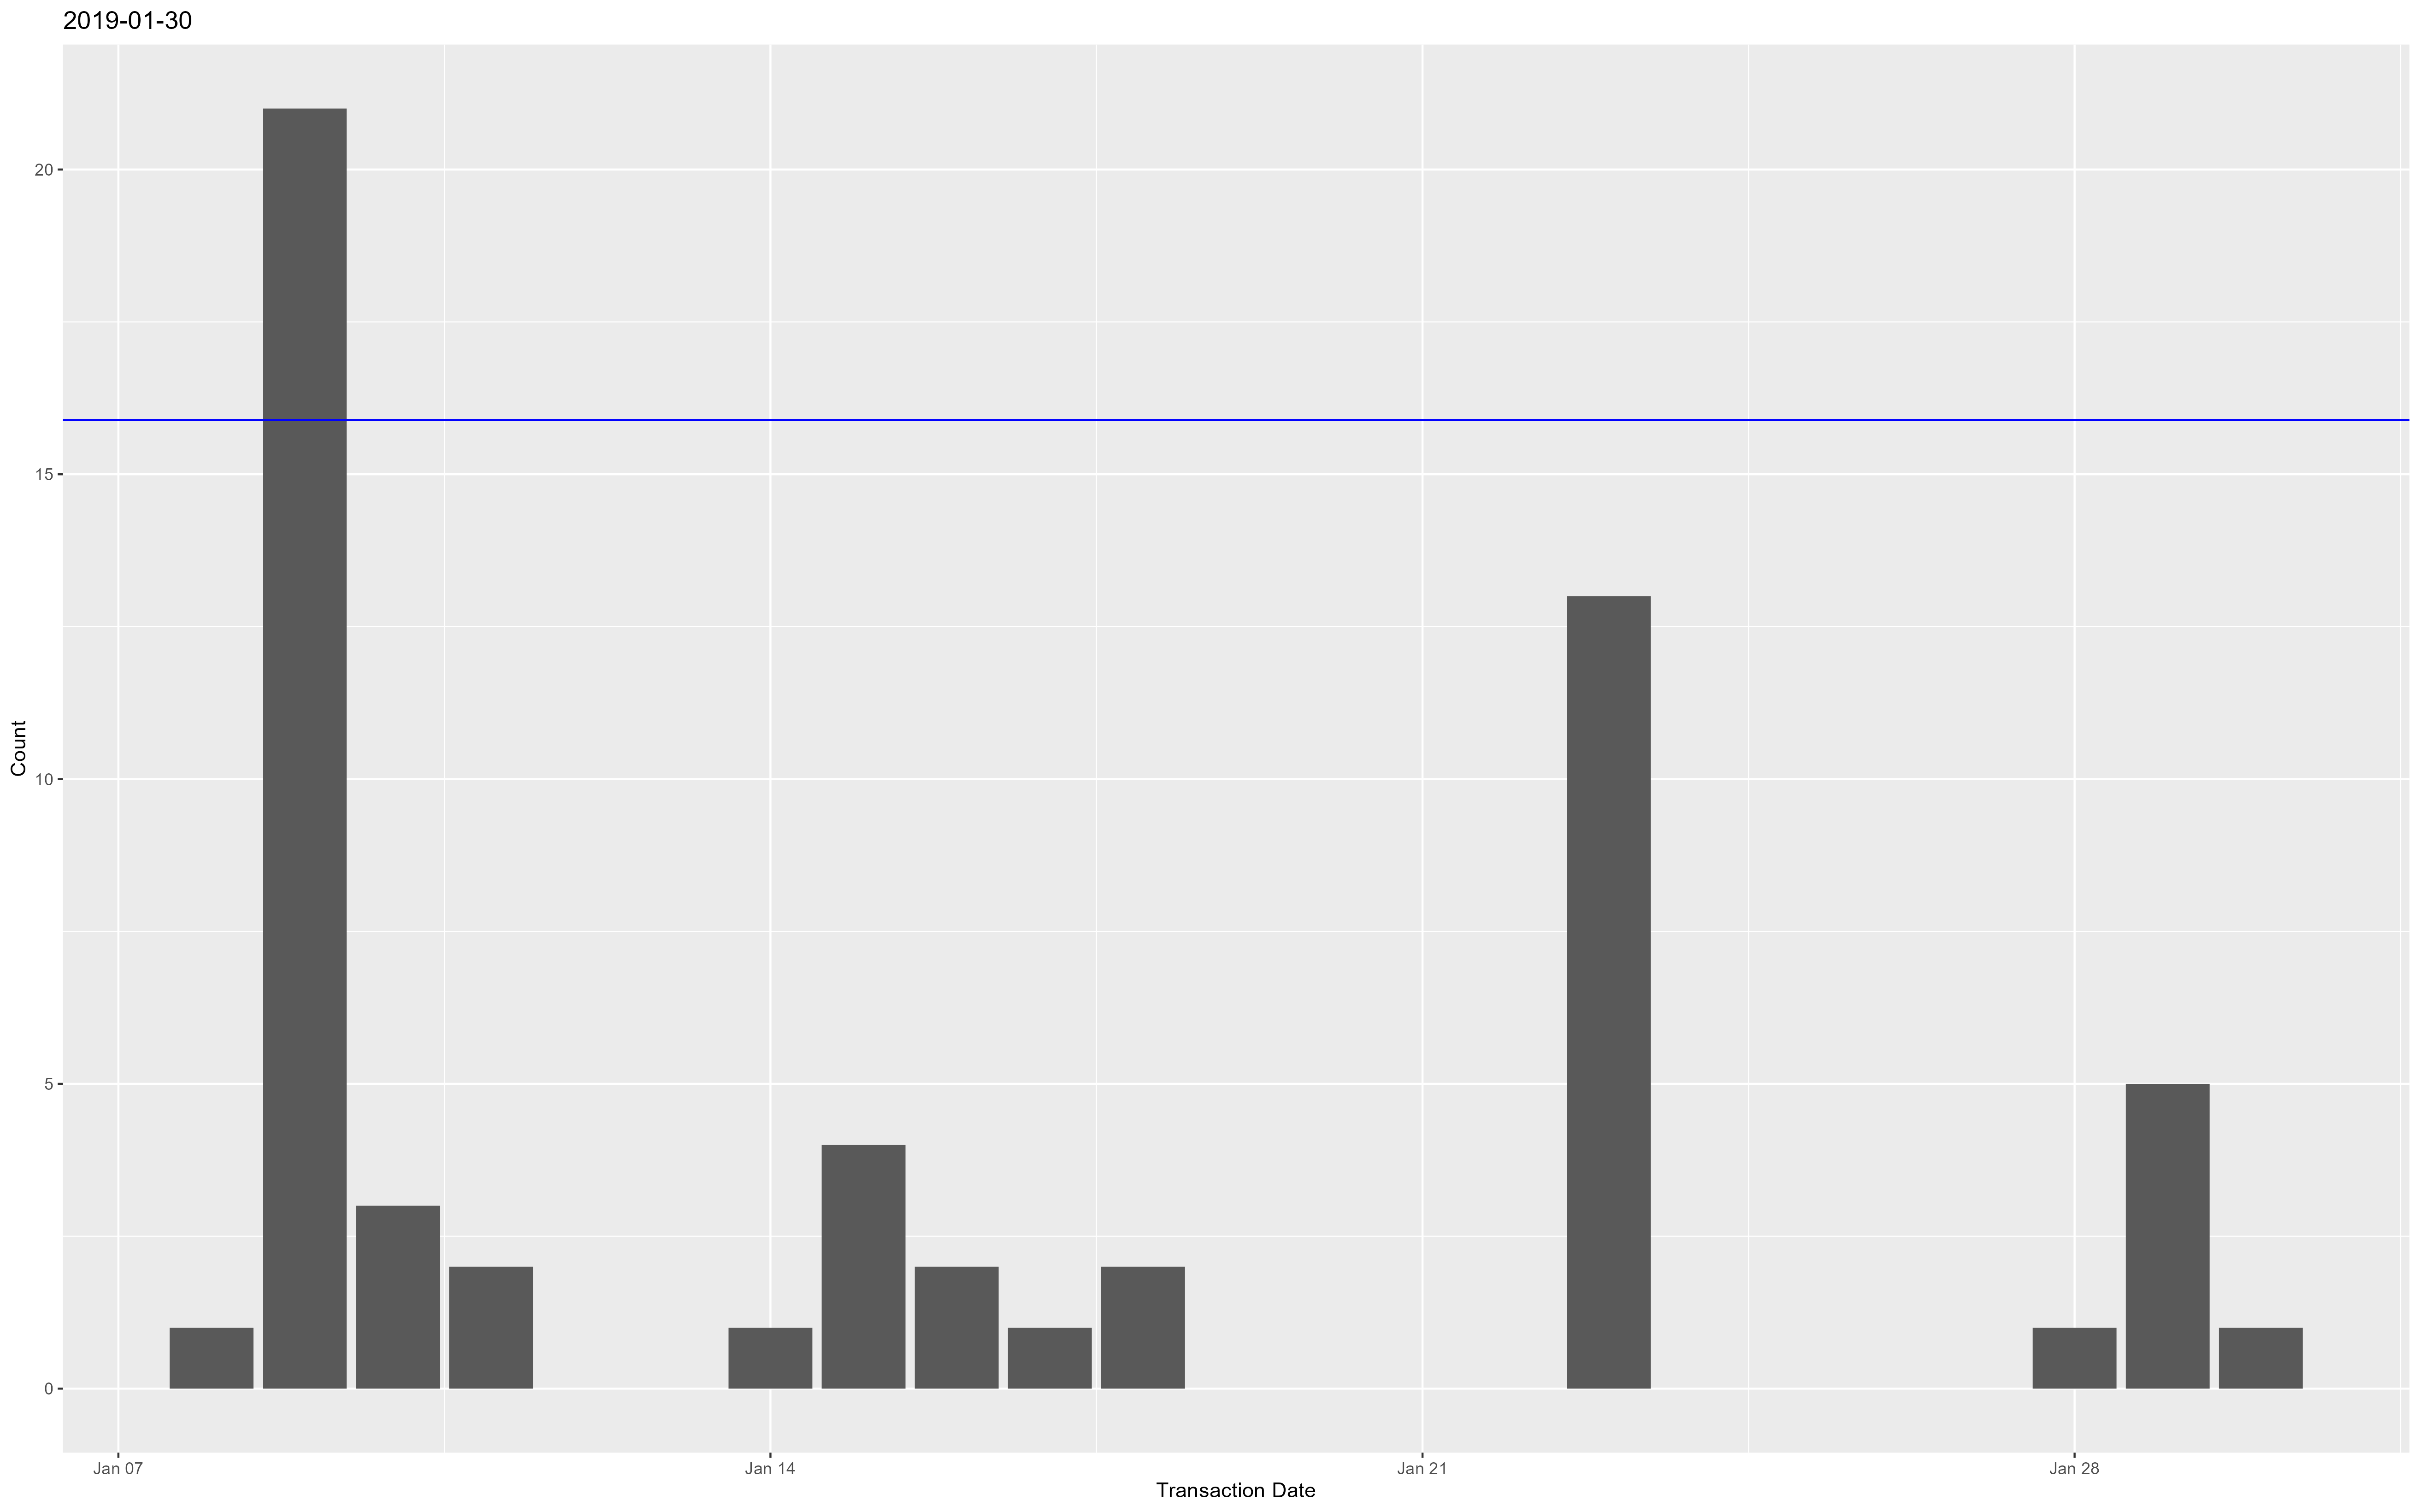 2019-01-30
20
15
10
5
0
Count
Jan 07
Jan 14
Jan 21
Jan 28
Transaction Date